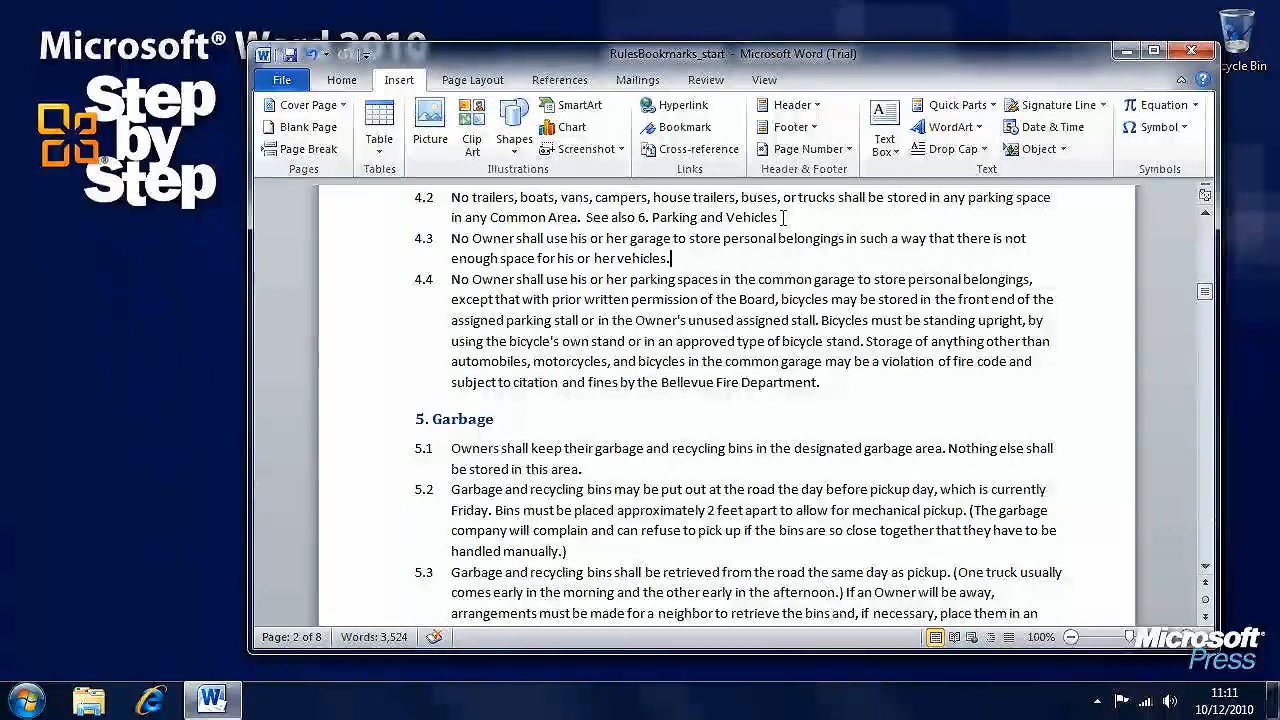 Microsoft® Word 2010
Step by Step®
RulesBookmarks_start - Microsoft Word (Trial)
Recycle Bin
File Home Insert Page Layout References Mailings Review View
Cover Page
Blank Page
Page Break
Pages
Table
Tables
Picture
Clip Art
Shapes
SmartArt
Chart
Screenshot
Illustrations
Hyperlink
Bookmark
Cross-reference
Links
Header
Footer
Page Number
Header & Footer
Text Box
Quick Parts
WordArt
Drop Cap
Signature
Date & Time
Object
Text
Equation
Symbol
Symbols
4.2 No trailers, boats, vans, campers, house trailers, buses, or trucks shall be stored in any parking space
in any Common Area. See also 6. Parking and Vehicles
4.3 No Owner shall use his or her garage to store personal belongings in such a way that there is not
enough space for his or her vehicles.
4.4 No Owner shall use his or her parking spaces in the common garage to store personal belongings,
except that with prior written permission of the Board, bicycles may be stored in the front end of the
assigned parking stall or in the Owner's unused assigned stall. Bicycles must be standing upright, by
using the bicycle's own stand or in an approved type of bicycle stand. Storage of anything other than
automobiles, motorcycles, and bicycles in the common garage may be a violation of fire code and
subject to citation and fines by the Bellevue Fire Department.
5. Garbage
5.1 Owners shall keep their garbage and recycling bins in the designated garbage area. Nothing else shall
be stored in this area.
5.2 Garbage and recycling bins may be put out at the road the day before pickup day, which is currently
Friday. Bins must be placed approximately 2 feet apart to allow for mechanical pickup. (The garbage
company will complain and can refuse to pick up if the bins are so close together that they have to be
handled manually.)
5.3 Garbage and recycling bins shall be retrieved from the road the same day as pickup. (One truck usually
comes early in the morning and the other early in the afternoon.) If an Owner will be away,
arrangements must be made for a neighbor to retrieve the bins and, if necessary, place them in an
Page: 2 of 8 Words: 3,524 100%
Microsoft®
Press
11:11
10/12/2010